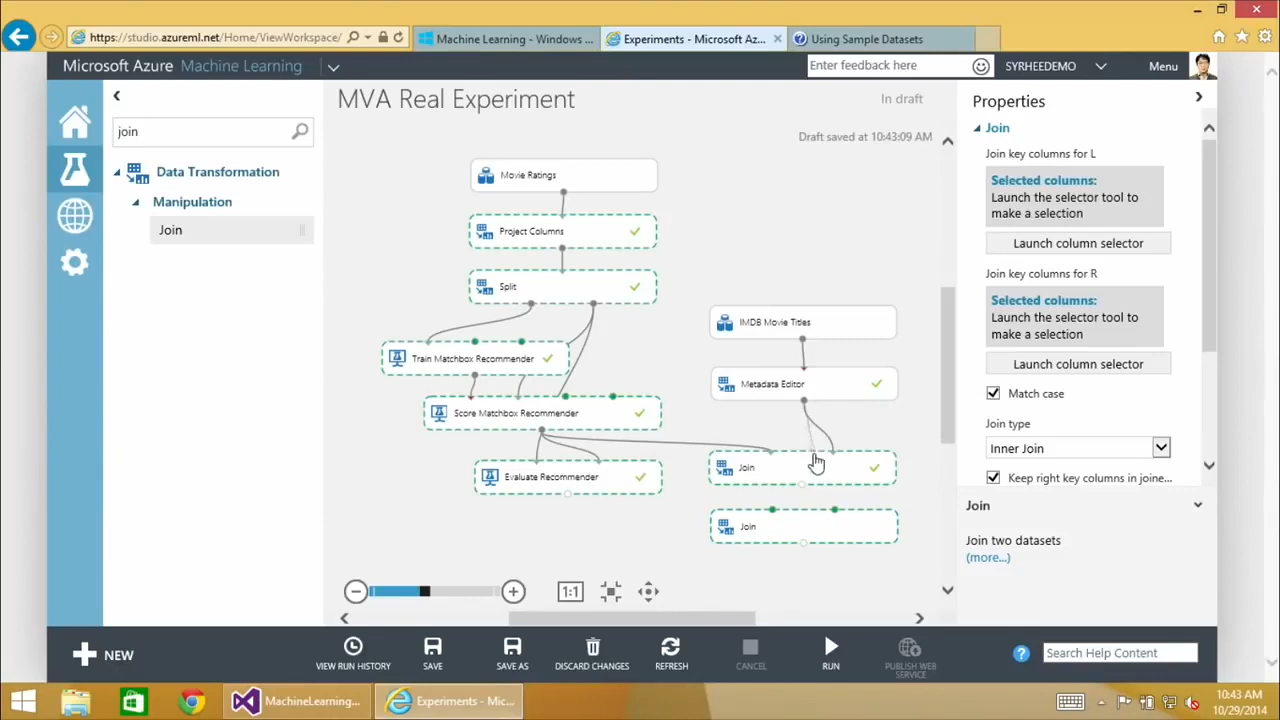 https://studio.azureml.net/Home/ViewWorkspace/
Machine Learning - Windows ...
Experiments - Microsoft Az...
Using Sample Datasets
Microsoft Azure Machine Learning
Enter feedback here
SYRHEEDEMO
Menu
join
Data Transformation
Manipulation
Join
MVA Real Experiment
In draft
Draft saved at 10:43:09 AM
Movie Ratings
Project Columns
Split
IMDB Movie Titles
Train Matchbox Recommender
Metadata Editor
Score Matchbox Recommender
Evaluate Recommender
Join
Join
1:1
Properties
Join
Join key columns for L
Selected columns:
Launch the selector tool to
make a selection
Launch column selector
Join key columns for R
Selected columns:
Launch the selector tool to
make a selection
Launch column selector
Match case
Join type
Inner Join
Keep right key columns in joine...
Join
Join two datasets
(more...)
NEW
VIEW RUN HISTORY
SAVE
SAVE AS
DISCARD CHANGES
REFRESH
CANCEL
RUN
PUBLISH WEB
SERVICE
Search Help Content
MachineLearning...
Experiments - Mic...
10:43 AM
10/29/2014